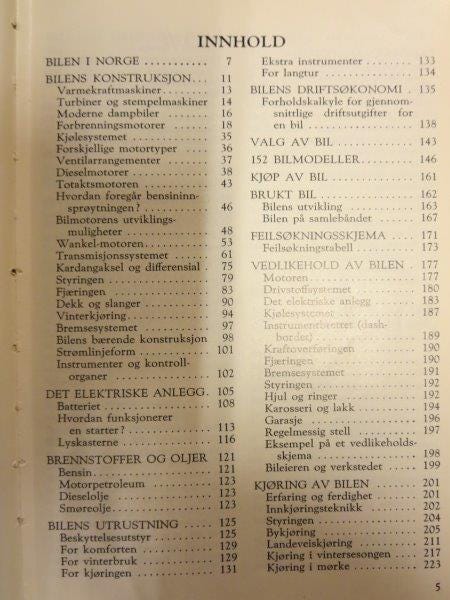 INNHOLD
BILEN I NORGE .......... 7
BILENS KONSTRUKSJON... 11
Varmekraftmaskiner ........ 13
Turbiner og stempelmaskiner 14
Moderne dampbiler ........ 16
Forbrenningsmotorer ....... 18
Kjølesystemet ............. 35
Forskjellige motortyper .... 36
Ventilarrangementer ........ 37
Dieselmotorer ............. 38
Totaktsmotoren ............ 43
Hvordan foregår bensininn-
sprøytningen? ........... 46
Bilmotorens utviklings-
muligheter .............. 48
Wankel-motoren ........... 53
Transmisjonssystemet ...... 61
Kardangaksel og differensial . 75
Styringen ................. 79
Fjæringen ................. 83
Dekk og slanger ........... 90
Vinterkjøring .............. 94
Bremsesystemet ............ 97
Bilens bærende konstruksjon 98
Strømlinjeform ............ 101
Instrumenter og kontroll-
organer ................. 102
DET ELEKTRISKE ANLEGG. 105
Batteriet .................. 108
Hvordan funksjonerer
en starter? .............. 113
Lyskasterne ............... 116
BRENNSTOFFER OG OLJER 121
Bensin .................... 121
Motorpetroleum ........... 123
Dieselolje ................. 123
Smøreolje ................. 123
BILENS UTRUSTNING ..... 125
Beskyttelsesutstyr .......... 125
For komforten ............. 129
For vinterbruk ............ 129
For kjøringen ............. 131
Ekstra instrumenter ........ 133
For langtur ................ 134
BILENS DRIFTSØKONOMI . 135
Forholdskalkyle for gjennom-
snittlige driftsutgifter for
en bil .................. 138
VALG AV BIL ............. 143
152 BILMODELLER ......... 146
KJØP AV BIL .............. 161
BRUKT BIL ............... 162
Bilens utvikling ........... 163
Bilen på samlebåndet ....... 167
FEILSØKNINGSSKJEMA .... 171
Feilsøkningstabell .......... 173
VEDLIKEHOLD AV BILEN . 177
Motoren .................. 177
Drivstoffsystemet .......... 180
Det elektriske anlegg ....... 183
Kjølesystemet ............. 187
Instrumentbrettet (dash-
bordet) ................. 189
Kraftoverføringen .......... 190
Fjæringen ................. 190
Bremsesystemet ............ 191
Styringen ................. 192
Hjul og ringer ............. 192
Karosseri og lakk .......... 194
Garasje ................... 196
Regelmessig stell ........... 197
Eksempel på et vedlikeholds-
skjema .................. 198
Bileieren og verkstedet ...... 199
KJØRING AV BILEN ....... 201
Erfaring og ferdighet ....... 201
Innkjøringsteknikk ......... 202
Styringen ................. 204
Bykjøring ................. 205
Landeveiskjøring ........... 211
Kjøring i vintersesongen .... 217
Kjøring i mørke ............ 223
5